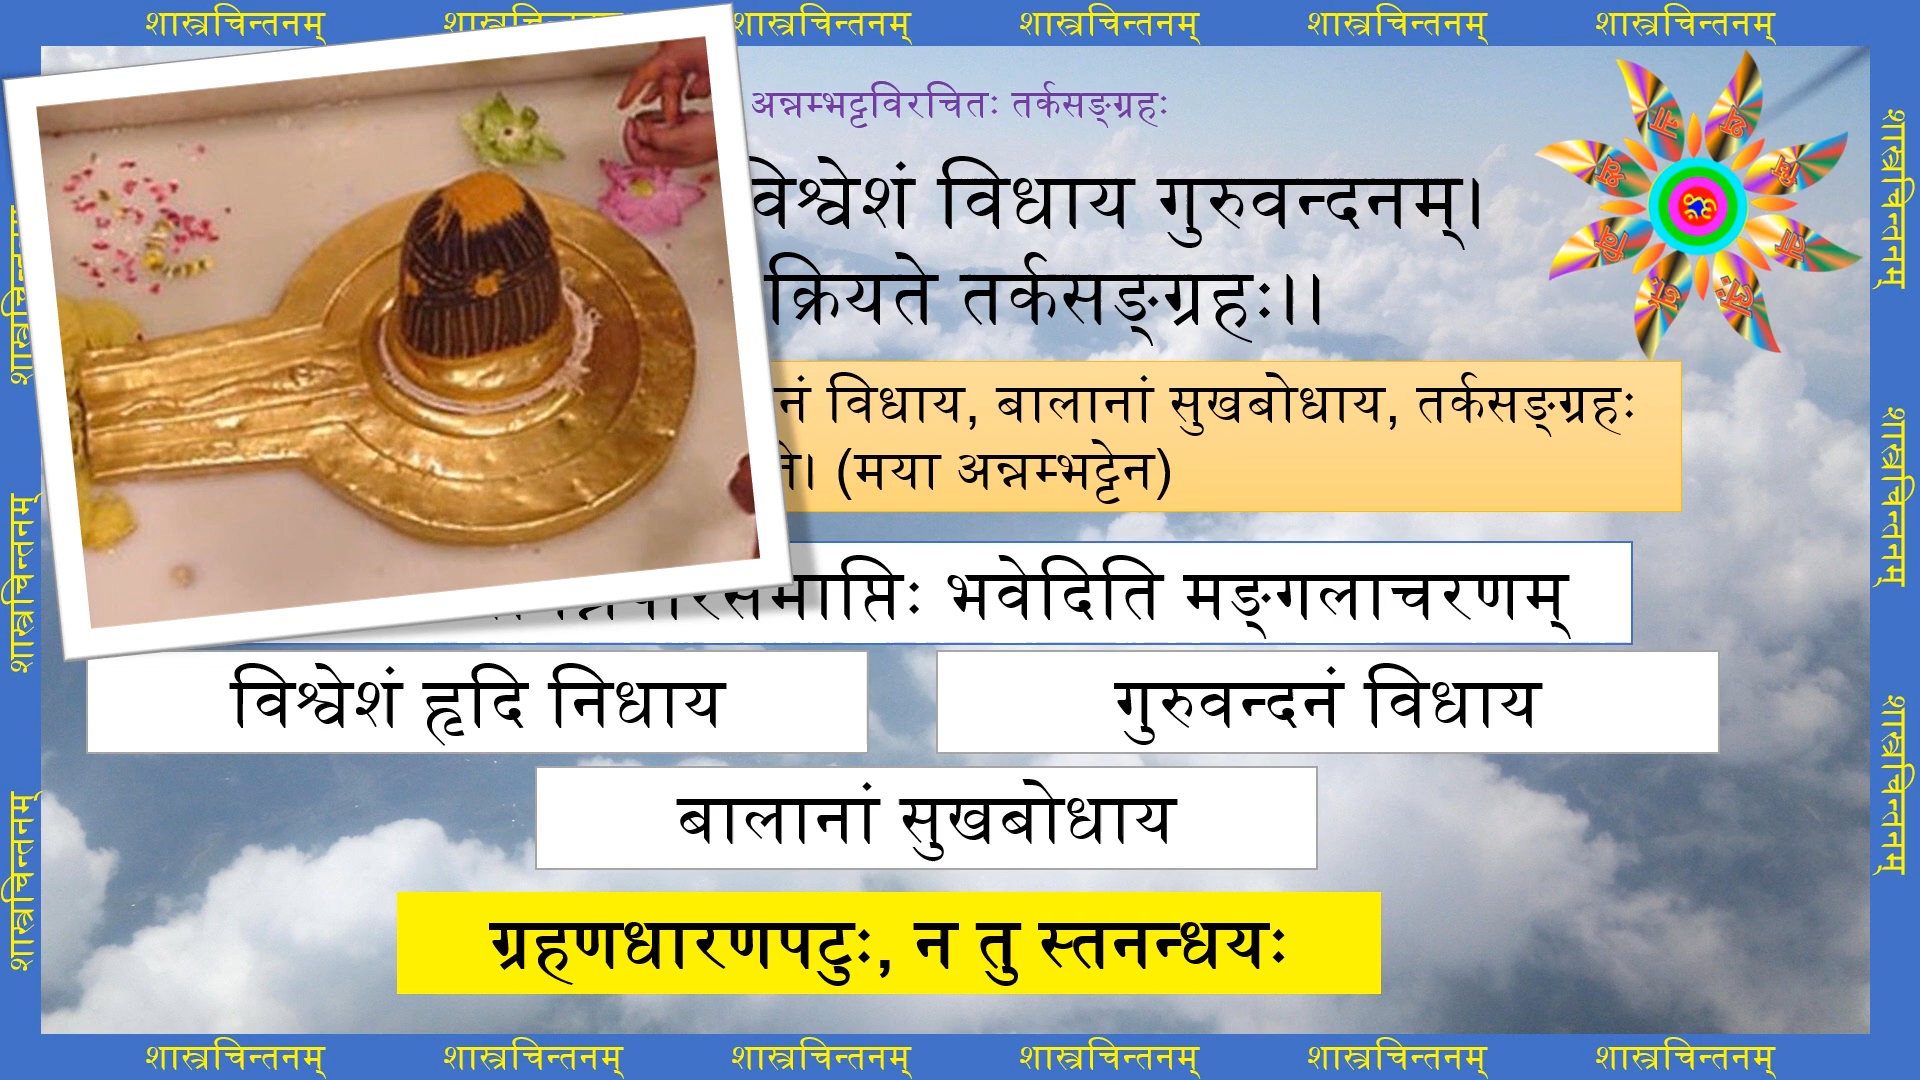 शास्त्रचिन्तनम् शास्त्रचिन्तनम् शास्त्रचिन्तनम् शास्त्रचिन्तनम् शास्त्रचिन्तनम्
अन्नम्भट्टविरचितः तर्कसङ्ग्रहः
विश्वेशं विधाय गुरुवन्दनम्।
क्रियते तर्कसङ्ग्रहः।।
विधाय, बालानां सुखबोधाय, तर्कसङ्ग्रहः
(मया अन्नम्भट्टेन)
भवेदिति मङ्गलाचरणम्
विश्वेशं हृदि निधाय
गुरुवन्दनं विधाय
बालानां सुखबोधाय
ग्रहणधारणपटुः, न तु स्तनन्धयः
शास्त्रचिन्तनम् शास्त्रचिन्तनम् शास्त्रचिन्तनम् शास्त्रचिन्तनम् शास्त्रचिन्तनम् शास्त्रचिन्तनम्
शास्त्रचिन्तनम्
शास्त्रचिन्तनम्
शास्त्रचिन्तनम्
शास्त्रचिन्तनम्
शास्त्रचिन्तनम्